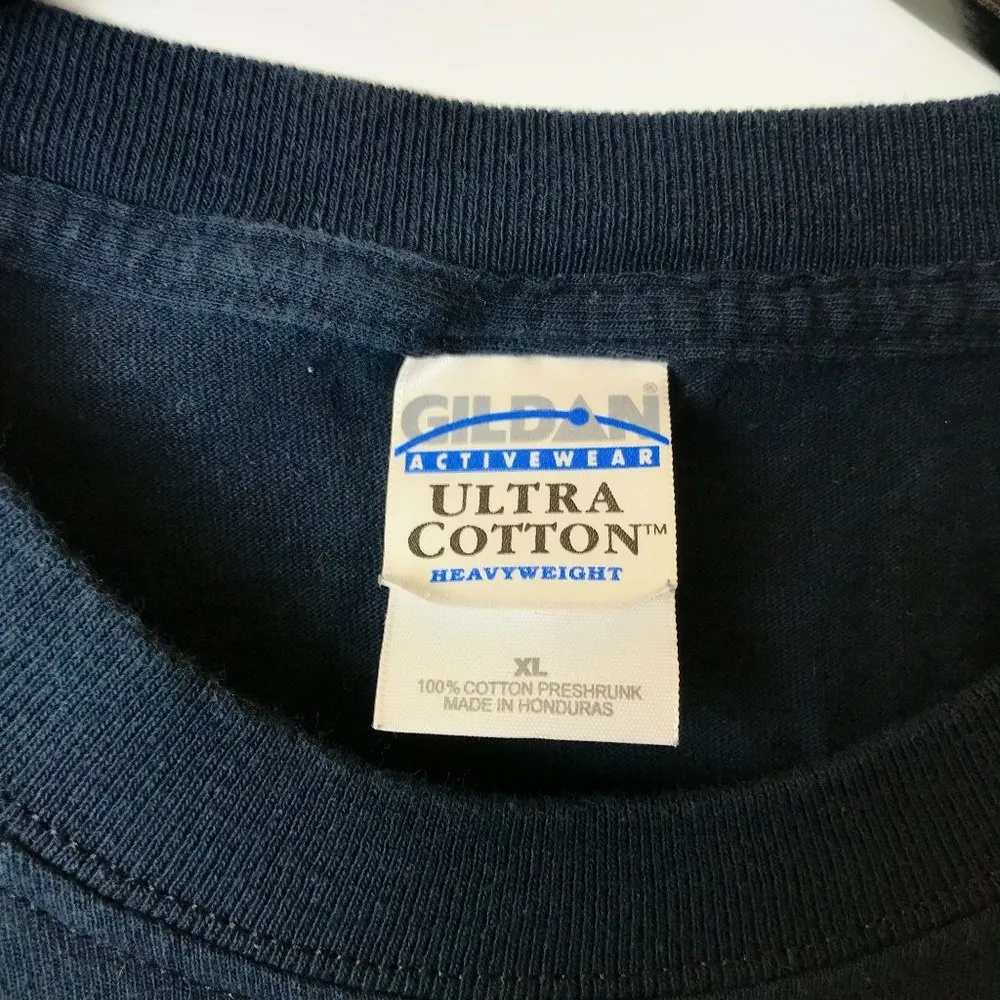 GILDAN®
ACTIVEWEAR
ULTRA
COTTON™
HEAVYWEIGHT
XL
100% COTTON PRESHRUNK
MADE IN HONDURAS